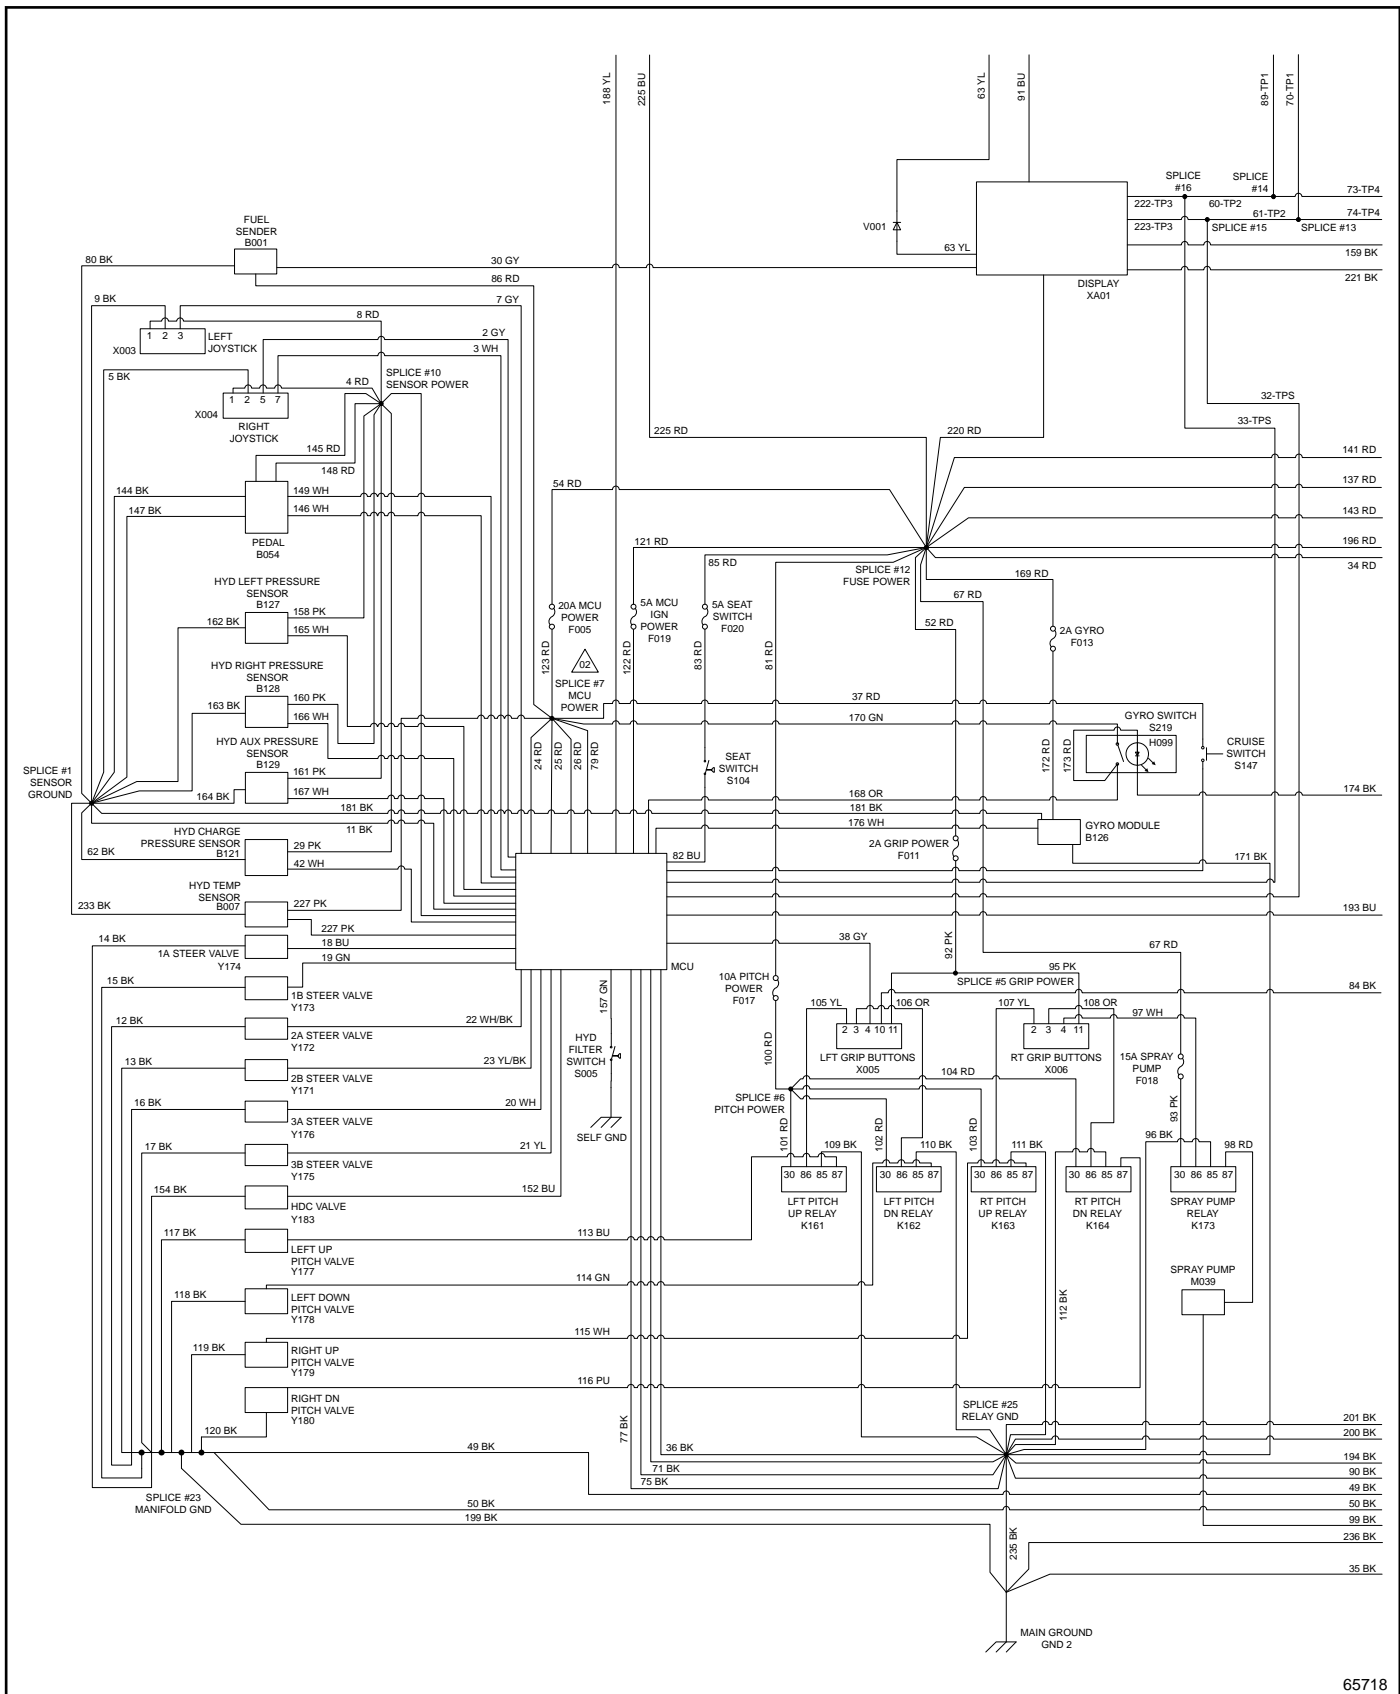 188 YL
225 BU
63 YL
91 BU
89-TP1
70-TP1
SPLICE
#16
SPLICE
#14
73-TP4
222-TP3
60-TP2
61-TP2
74-TP4
223-TP3
SPLICE #15
SPLICE #13
V001
63 YL
159 BK
221 BK
DISPLAY
XA01
FUEL
SENDER
B001
80 BK
30 GY
86 RD
9 BK
7 GY
8 RD
1 2 3
LEFT
JOYSTICK
X003
2 GY
3 WH
5 BK
4 RD
SPLICE #10
SENSOR POWER
1 2 5 7
X004
RIGHT
JOYSTICK
32-TPS
33-TPS
225 RD
220 RD
145 RD
148 RD
141 RD
137 RD
143 RD
196 RD
34 RD
144 BK
149 WH
54 RD
147 BK
146 WH
PEDAL
B054
121 RD
85 RD
SPLICE #12
FUSE POWER
169 RD
67 RD
52 RD
HYD LEFT PRESSURE
SENSOR
B127
158 PK
162 BK
165 WH
20A MCU
POWER
F005
5A MCU
IGN
POWER
F019
5A SEAT
SWITCH
F020
2A GYRO
F013
123 RD
02
122 RD
83 RD
81 RD
HYD RIGHT PRESSURE
SENSOR
B128
160 PK
163 BK
166 WH
SPLICE #7
MCU
POWER
37 RD
170 GN
GYRO SWITCH
S219
H099
CRUISE
SWITCH
S147
172 RD
173 RD
HYD AUX PRESSURE
SENSOR
B129
161 PK
164 BK
167 WH
24 RD
25 RD
26 RD
79 RD
SEAT
SWITCH
S104
SPLICE #1
SENSOR
GROUND
181 BK
11 BK
168 OR
181 BK
176 WH
174 BK
GYRO MODULE
B126
HYD CHARGE
PRESSURE SENSOR
B121
29 PK
62 BK
42 WH
82 BU
2A GRIP POWER
F011
171 BK
HYD TEMP
SENSOR
B007
233 BK
227 PK
227 PK
193 BU
14 BK
18 BU
1A STEER VALVE
Y174
19 GN
MCU
38 GY
92 PK
67 RD
15 BK
1B STEER VALVE
Y173
157 GN
10A PITCH
POWER
F017
95 PK
SPLICE #5 GRIP POWER
84 BK
105 YL
106 OR
107 YL
108 OR
97 WH
12 BK
22 WH/BK
2A STEER VALVE
Y172
2 3 4 10 11
LFT GRIP BUTTONS
X005
2 3 4 11
RT GRIP BUTTONS
X006
HYD
FILTER
SWITCH
S005
100 RD
13 BK
23 YL/BK
2B STEER VALVE
Y171
15A SPRAY
PUMP
F018
104 RD
SPLICE #6
PITCH POWER
93 PK
16 BK
20 WH
3A STEER VALVE
Y176
SELF GND
101 RD
109 BK
102 RD
110 BK
103 RD
111 BK
96 BK
98 RD
17 BK
21 YL
3B STEER VALVE
Y175
30 86 85 87
LFT PITCH
UP RELAY
K161
30 86 85 87
LFT PITCH
DN RELAY
K162
30 86 85 87
RT PITCH
UP RELAY
K163
30 86 85 87
RT PITCH
DN RELAY
K164
30 86 85 87
SPRAY PUMP
RELAY
K173
154 BK
152 BU
HDC VALVE
Y183
117 BK
113 BU
LEFT UP
PITCH VALVE
Y177
SPRAY PUMP
M039
118 BK
114 GN
LEFT DOWN
PITCH VALVE
Y178
112 BK
119 BK
115 WH
RIGHT UP
PITCH VALVE
Y179
116 PU
RIGHT DN
PITCH VALVE
Y180
120 BK
77 BK
SPLICE #25
RELAY GND
201 BK
200 BK
49 BK
36 BK
194 BK
71 BK
90 BK
75 BK
49 BK
SPLICE #23
MANIFOLD GND
50 BK
50 BK
199 BK
99 BK
235 BK
236 BK
35 BK
MAIN GROUND
GND 2
65718